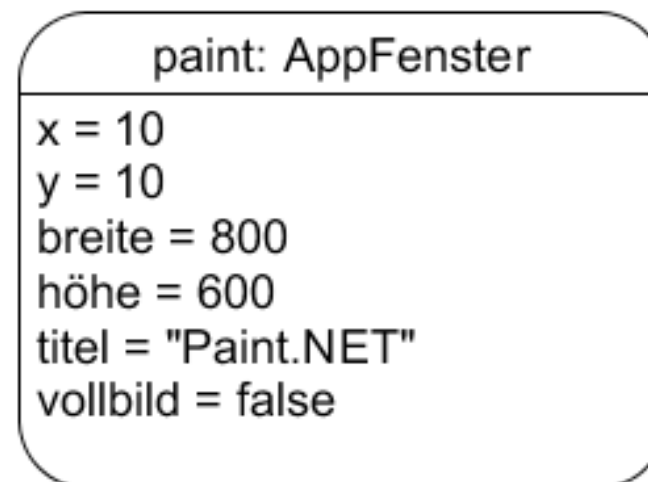 paint: AppFenster
x = 10
y = 10
breite = 800
höhe = 600
titel = "Paint.NET"
vollbild = false